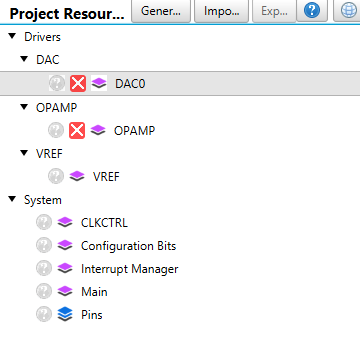 Project Resour... Gener... Impo... Exp...
Drivers
DAC
DAC0
OPAMP
OPAMP
VREF
VREF
System
CLKCTRL
Configuration Bits
Interrupt Manager
Main
Pins